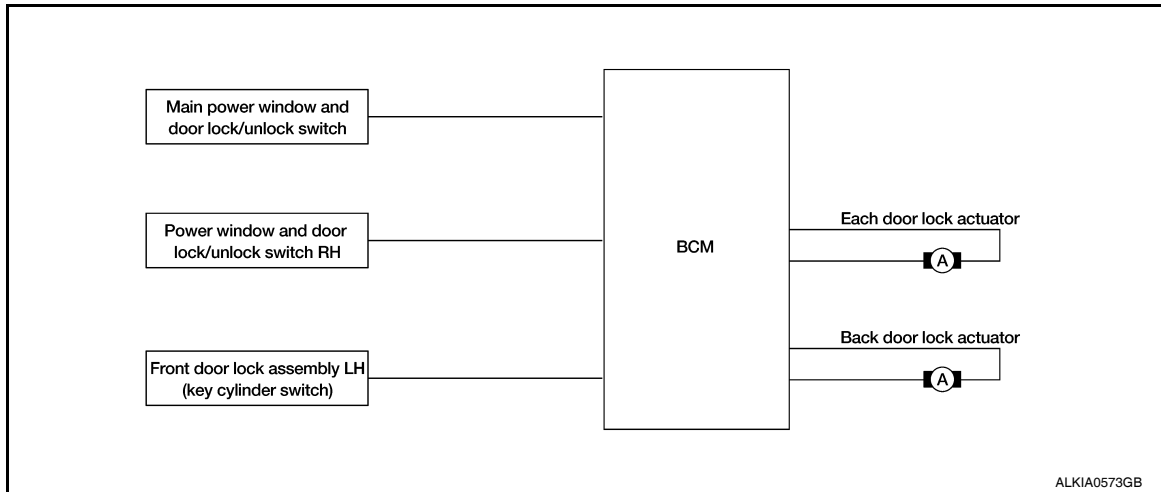 Main power window and
door lock/unlock switch
Power window and door
lock/unlock switch RH
Front door lock assembly LH
(key cylinder switch)
BCM
Each door lock actuator
A
Back door lock actuator
A
ALKIA0573GB